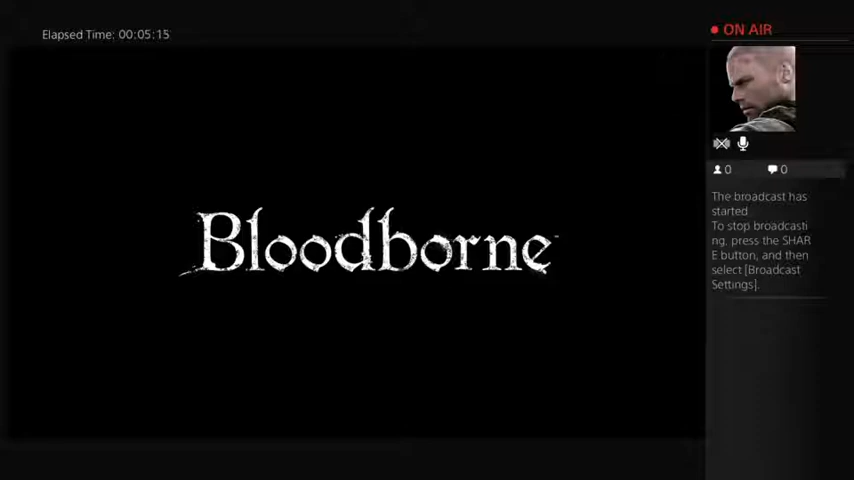 Elapsed Time: 00:05:15
ON AIR
Bloodborne™
0 0
The broadcast has
started
To stop broadcasti
ng, press the SHAR
E button, and then
select [Broadcast
Settings].